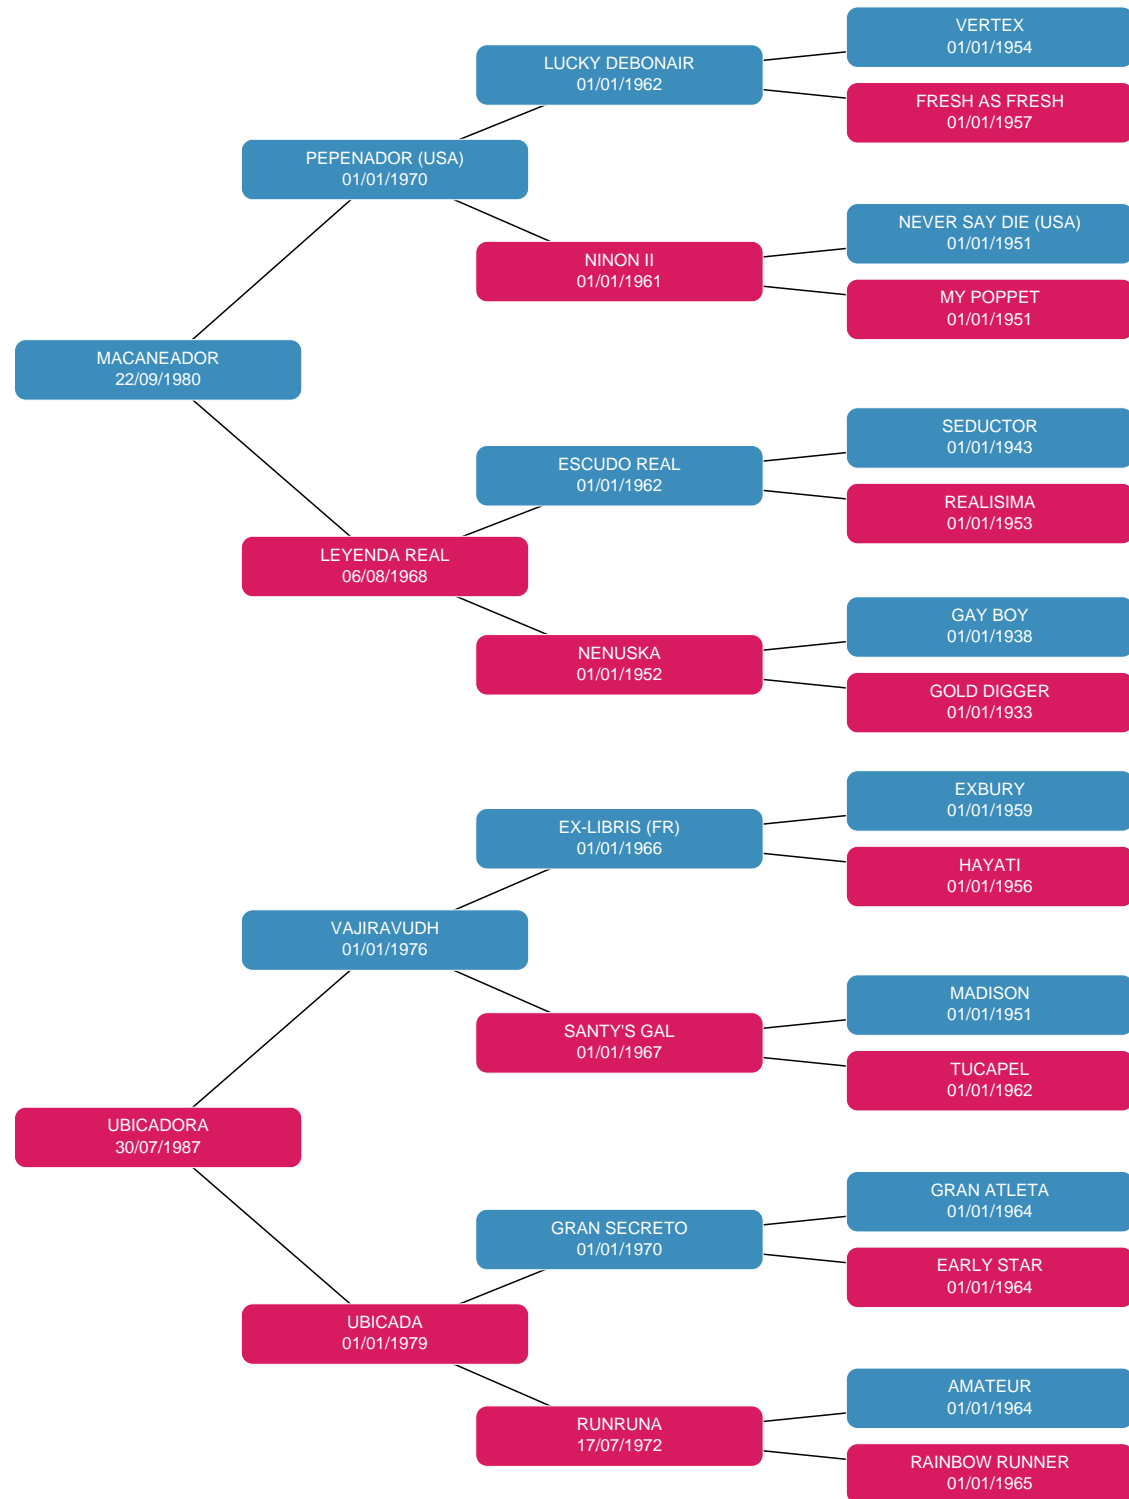 VERTEX
01/01/1954
LUCKY DEBONAIR
01/01/1962
FRESH AS FRESH
01/01/1957
PEPENADOR (USA)
01/01/1970
NEVER SAY DIE (USA)
01/01/1951
NINON II
01/01/1961
MY POPPET
01/01/1951
MACANEADOR
22/09/1980
SEDUCTOR
01/01/1943
ESCUDO REAL
01/01/1962
REALISIMA
01/01/1953
LEYENDA REAL
06/08/1968
GAY BOY
01/01/1938
NENUSKA
01/01/1952
GOLD DIGGER
01/01/1933
EXBURY
01/01/1959
EX-LIBRIS (FR)
01/01/1966
HAYATI
01/01/1956
VAJIRAVUDH
01/01/1976
MADISON
01/01/1951
SANTY'S GAL
01/01/1967
TUCAPEL
01/01/1962
UBICADORA
30/07/1987
GRAN ATLETA
01/01/1964
GRAN SECRETO
01/01/1970
EARLY STAR
01/01/1964
UBICADA
01/01/1979
AMATEUR
01/01/1964
RUNRUNA
17/07/1972
RAINBOW RUNNER
01/01/1965